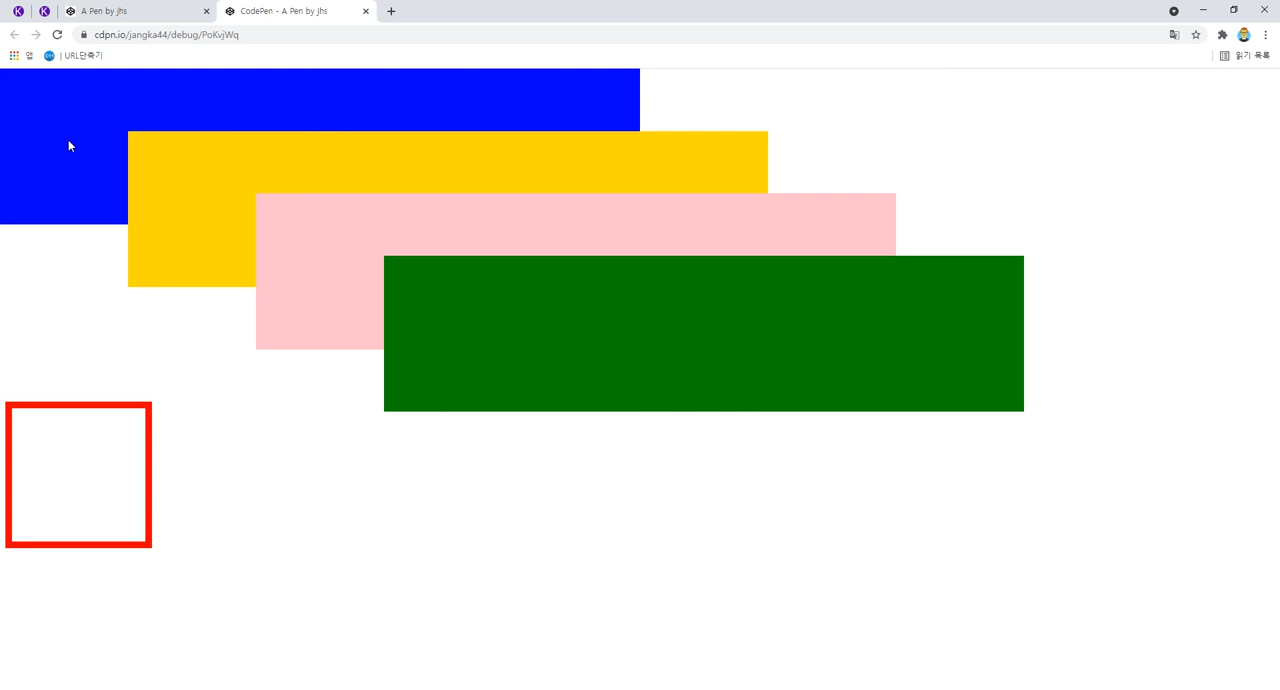 A Pen by jhs
CodePen - A Pen by jhs
cdpn.io/jangka44/debug/PoKvjWq
앱
| URL단축기
읽기 목록